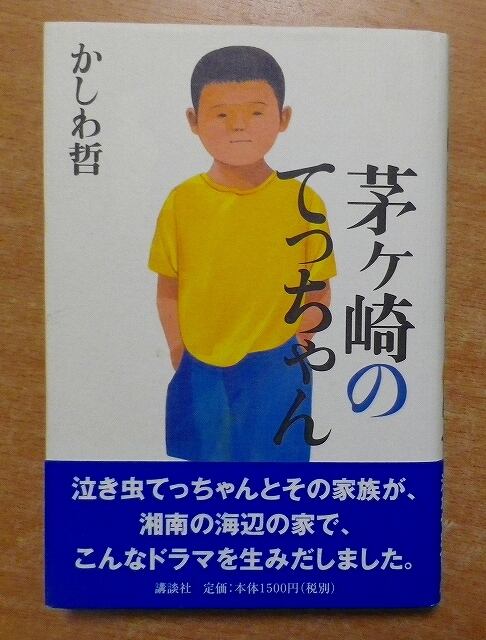 茅ヶ崎の
てっちゃん
かしわ哲
泣き虫てっちゃんとその家族が、
湘南の海辺の家で、
こんなドラマを生みだしました。
講談社 定価：本体1500円（税別）